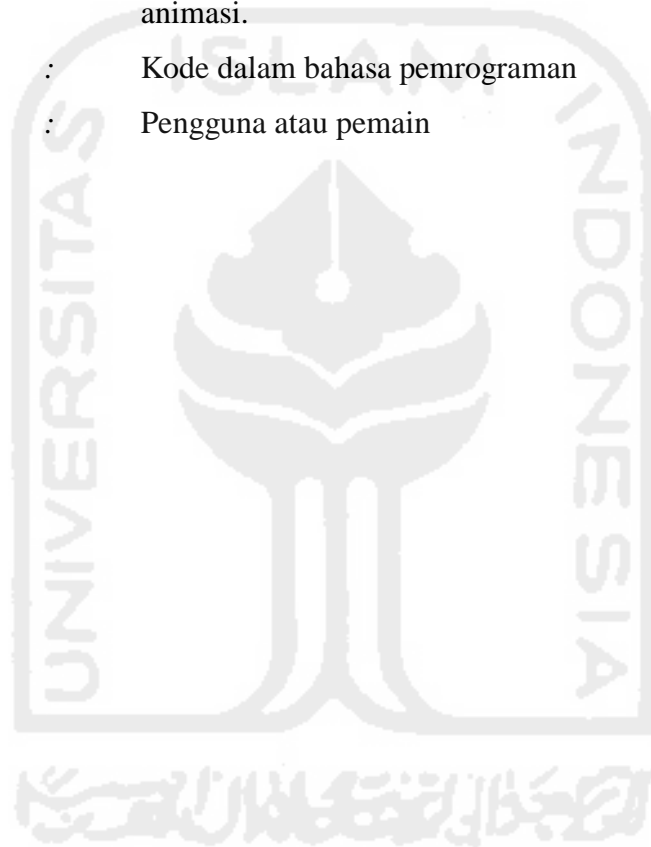 animasi.
: Kode dalam bahasa pemrograman
: Pengguna atau pemain
ISLAM
UNIVERSITAS
INDONESIA